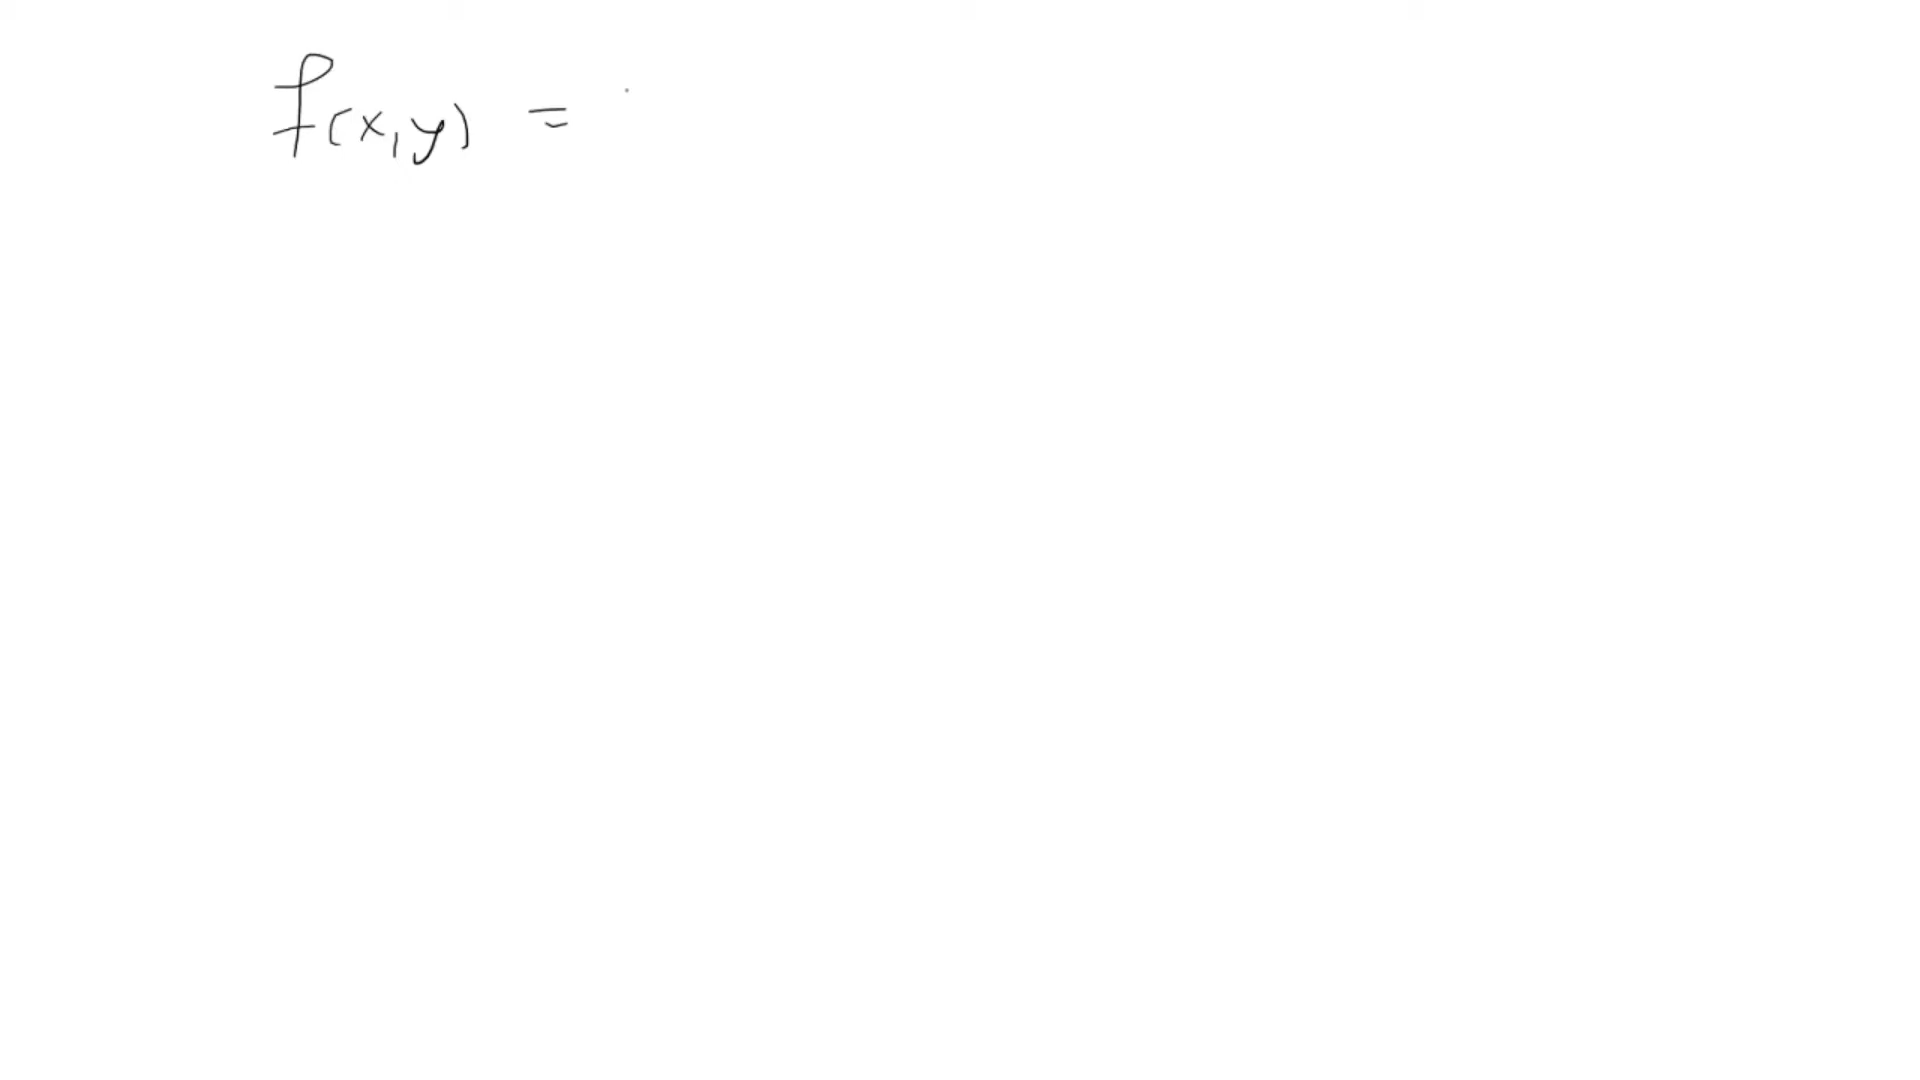 f(x,y) =